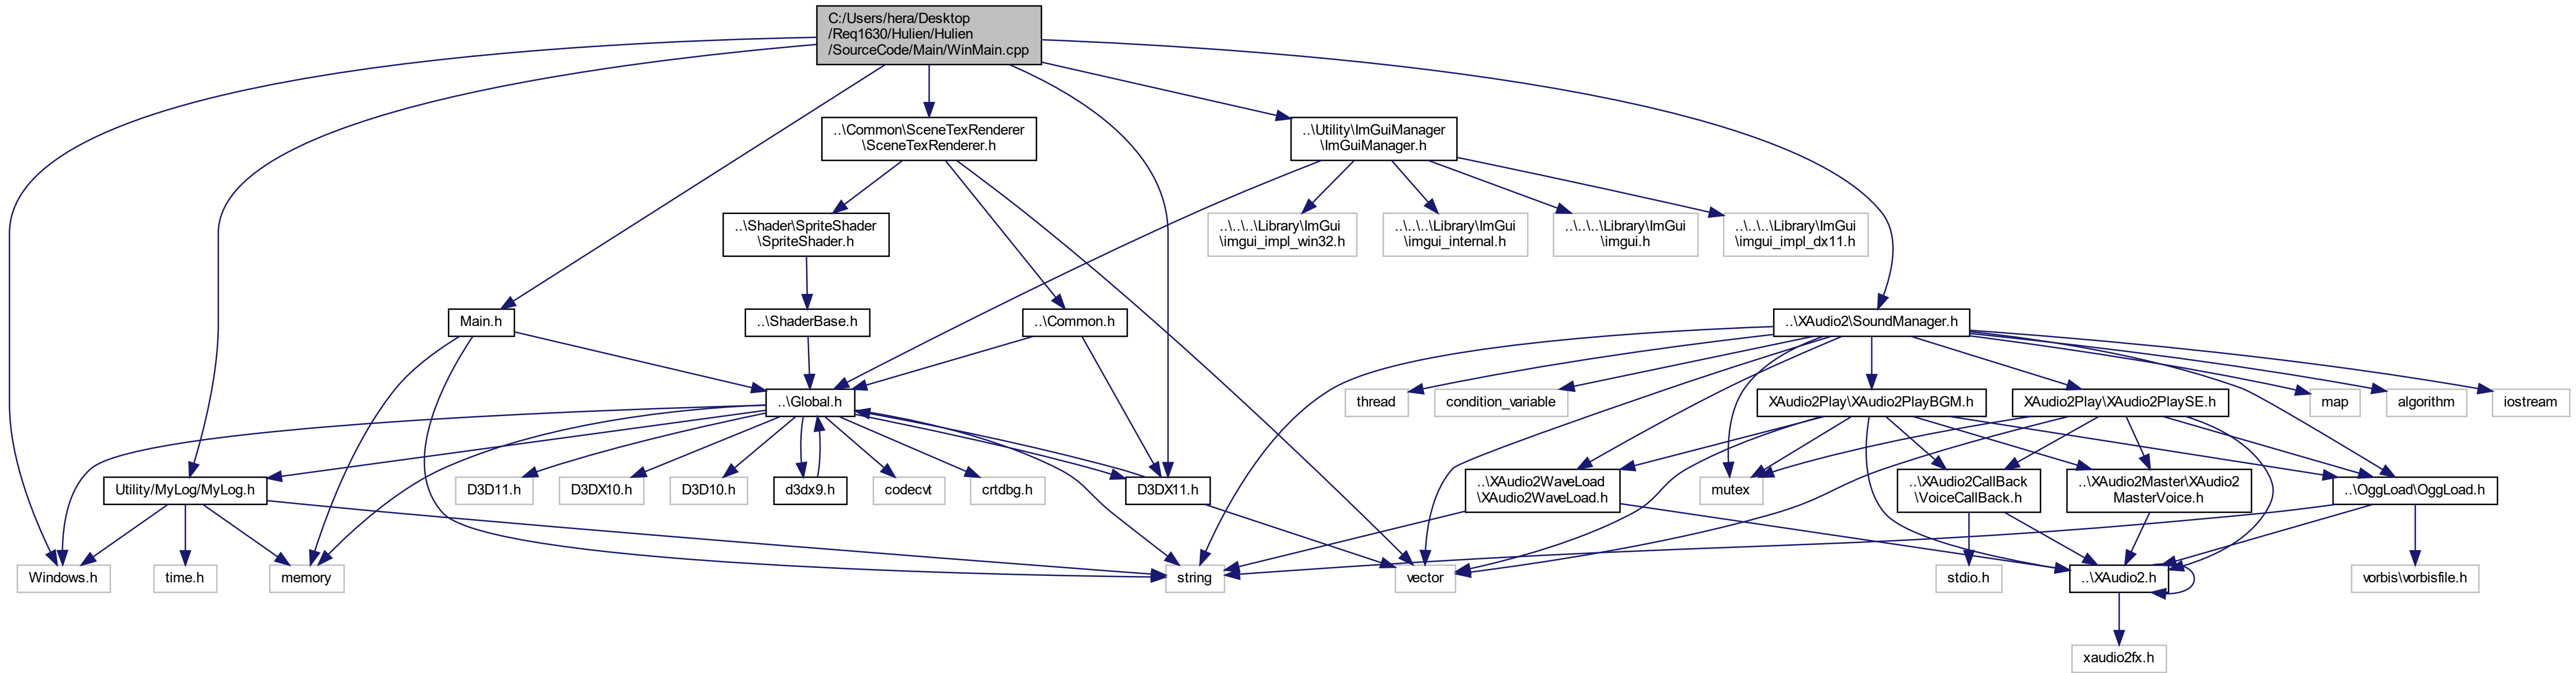 C:/Users/hera/Desktop
/Req1630/Hulien/Hulien
/SourceCode/Main/WinMain.cpp
..\Common\SceneTexRenderer
\SceneTexRenderer.h
..\Utility\ImGuiManager
\ImGuiManager.h
..\Shader\SpriteShader
\SpriteShader.h
..\..\..\Library\ImGui
\imgui_impl_win32.h
..\..\..\Library\ImGui
\imgui_internal.h
..\..\..\Library\ImGui
\imgui.h
..\..\..\Library\ImGui
\imgui_impl_dx11.h
Main.h
..\ShaderBase.h
..\Common.h
..\XAudio2\SoundManager.h
..\Global.h
thread
condition_variable
XAudio2Play\XAudio2PlayBGM.h
XAudio2Play\XAudio2PlaySE.h
map
algorithm
iostream
Utility/MyLog/MyLog.h
D3D11.h
D3DX10.h
D3D10.h
d3dx9.h
codecvt
crtdbg.h
D3DX11.h
..\XAudio2WaveLoad
\XAudio2WaveLoad.h
mutex
..\XAudio2CallBack
\VoiceCallBack.h
..\XAudio2Master\XAudio2
MasterVoice.h
..\OggLoad\OggLoad.h
Windows.h
time.h
memory
string
vector
stdio.h
..\XAudio2.h
vorbis\vorbisfile.h
xaudio2fx.h